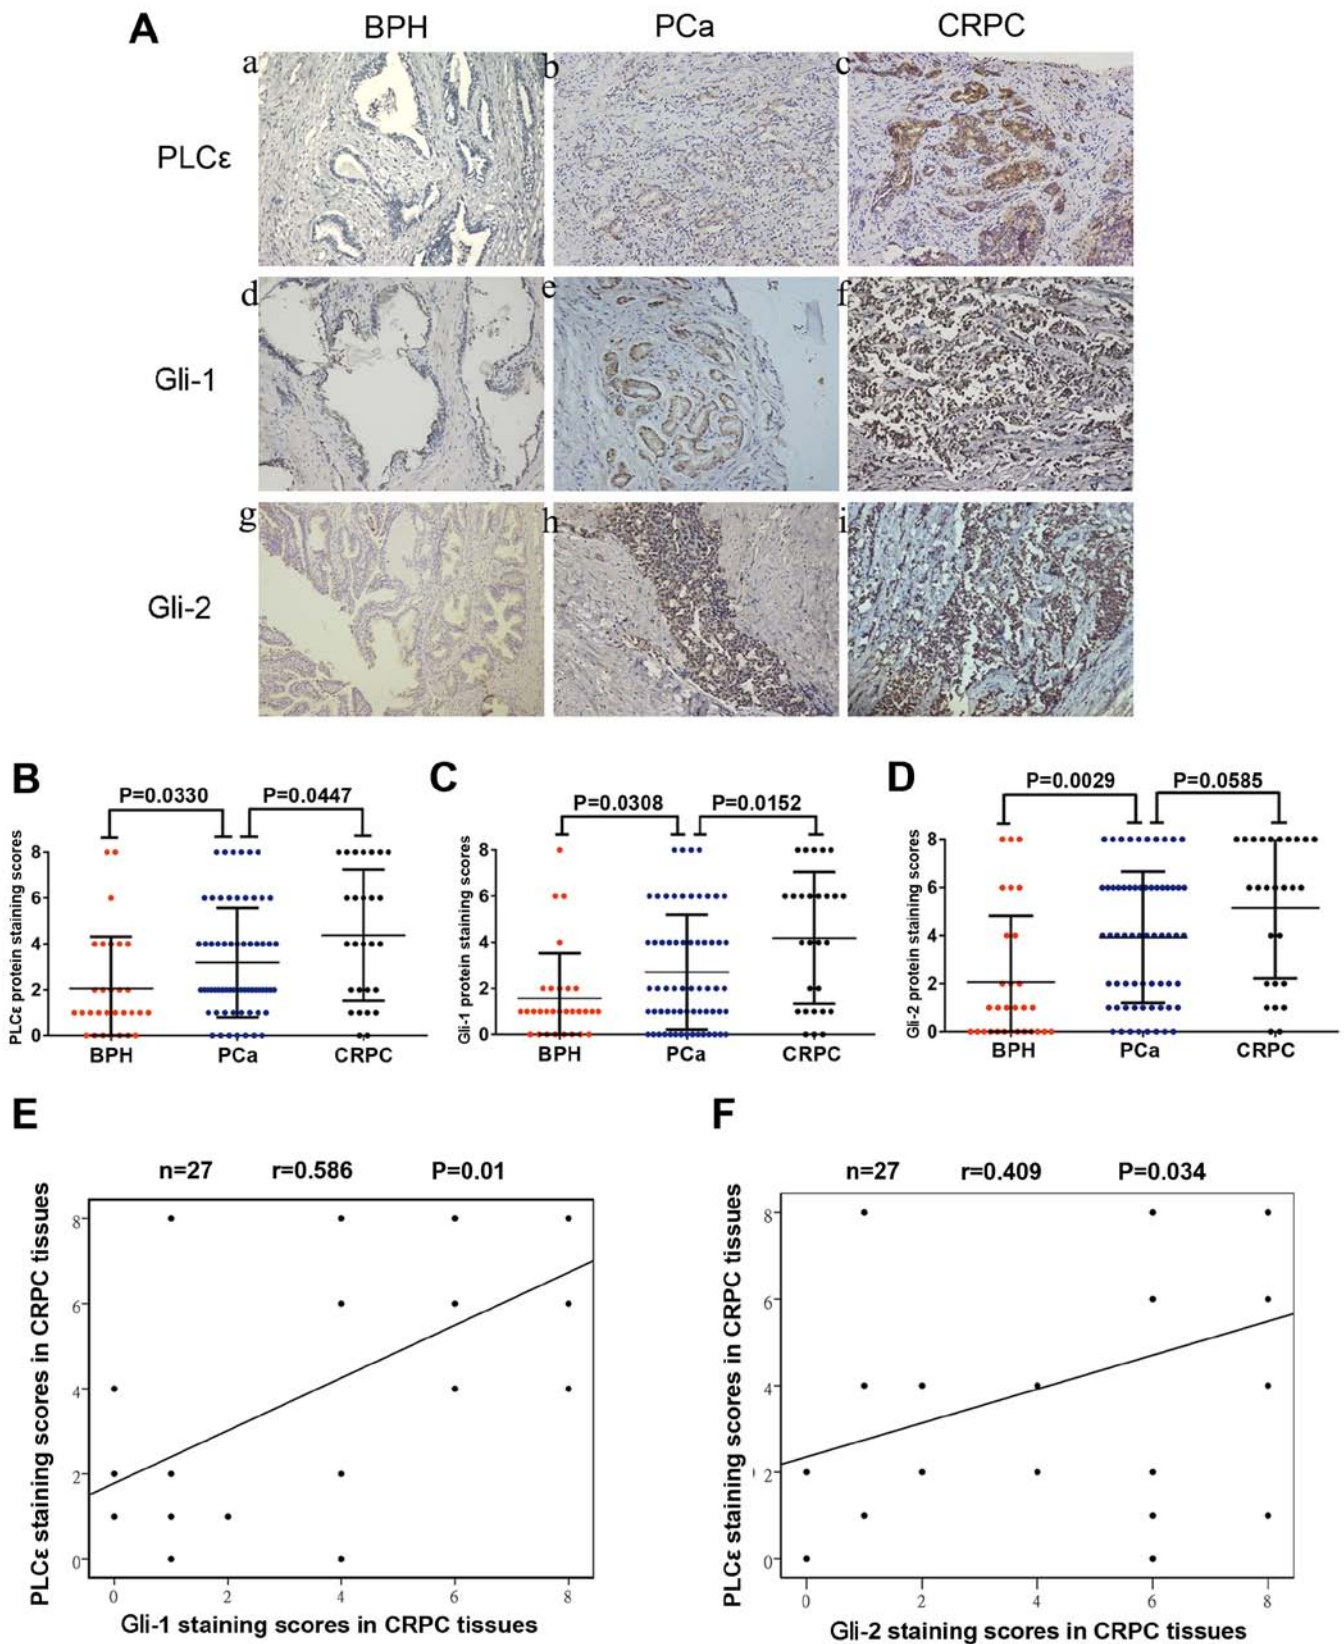 A
BPH PCa CRPC
a b c
PLCε
d e f
Gli-1
g h i
Gli-2
B
P=0.0330 P=0.0447
PLCε protein staining scores
8
6
4
2
0
BPH PCa CRPC
C
P=0.0308 P=0.0152
Gli-1 protein staining scores
8
6
4
2
0
BPH PCa CRPC
D
P=0.0029 P=0.0585
Gli-2 protein staining scores
8
6
4
2
0
BPH PCa CRPC
E
n=27 r=0.586 P=0.01
PLCε staining scores in CRPC tissues
8
6
4
2
0
0 2 4 6 8
Gli-1 staining scores in CRPC tissues
F
n=27 r=0.409 P=0.034
PLCε staining scores in CRPC tissues
8
6
4
2
0
0 2 4 6 8
Gli-2 staining scores in CRPC tissues